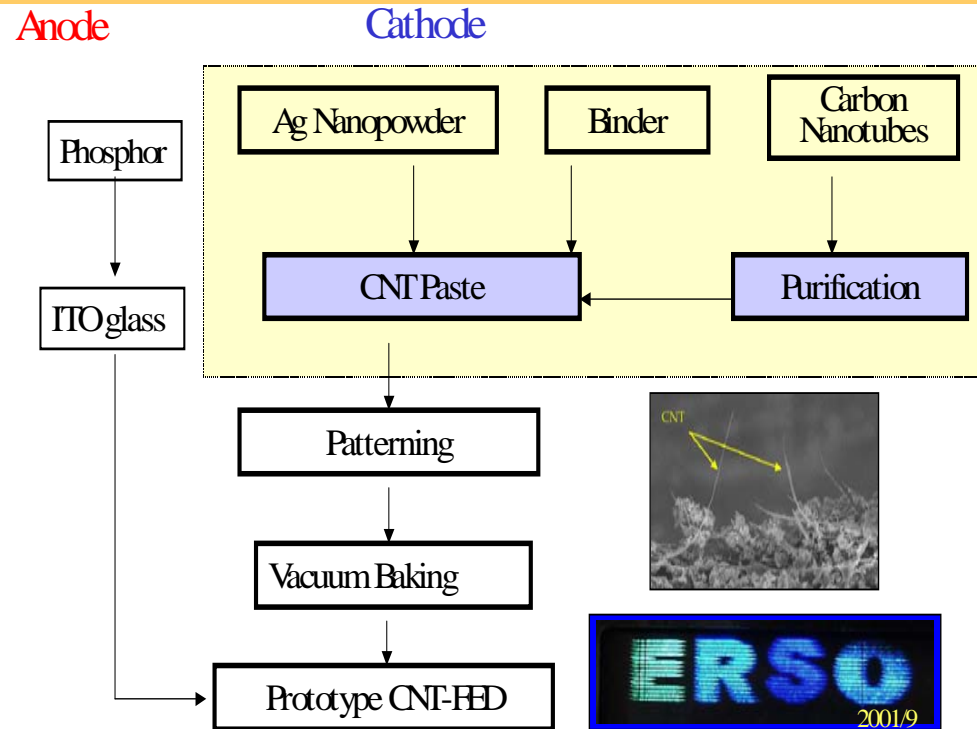 Anode
Cathode
Ag Nanopowder
Binder
Carbon
Nanotubes
Phosphor
CNT Paste
Purification
ITO glass
CNT
Patterning
Vacuum Baking
Prototype CNT-FED
ERSO
2001/9